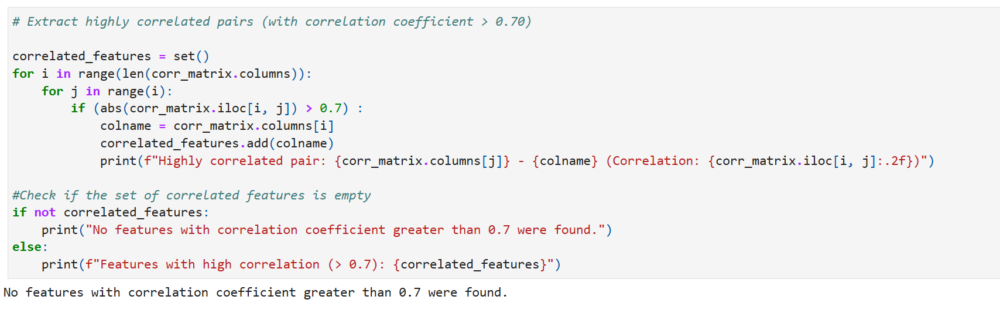 # Extract highly correlated pairs (with correlation coefficient > 0.70)
correlated_features = set()
for i in range(len(corr_matrix.columns)):
    for j in range(i):
        if (abs(corr_matrix.iloc[i, j]) > 0.7) :
            colname = corr_matrix.columns[i]
            correlated_features.add(colname)
            print(f"Highly correlated pair: {corr_matrix.columns[j]} - {colname} (Correlation: {corr_matrix.iloc[i, j]:.2f})")
#Check if the set of correlated features is empty
if not correlated_features:
    print("No features with correlation coefficient greater than 0.7 were found.")
else:
    print(f"Features with high correlation (> 0.7): {correlated_features}")
No features with correlation coefficient greater than 0.7 were found.